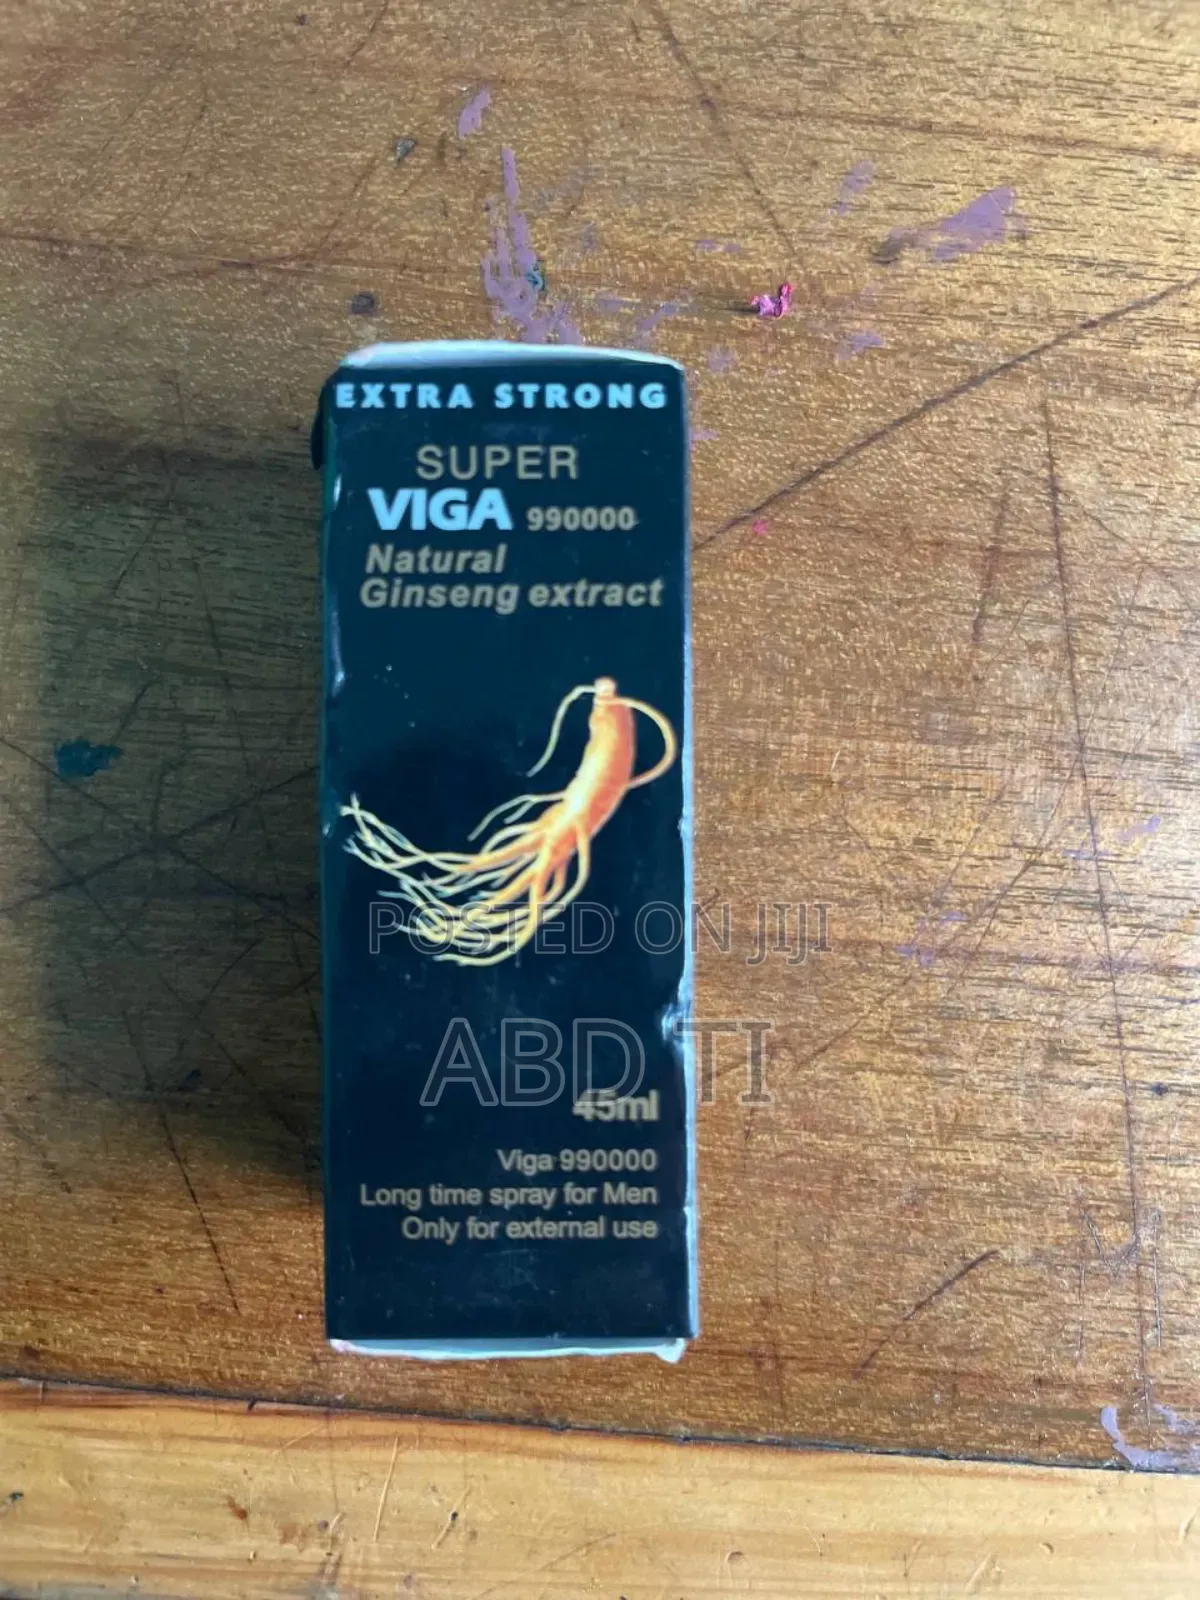 EXTRA STRONG
SUPER
VIGA 990000
Natural
Ginseng extract
POSTED ON JIJI
ABD TI
45ml
Viga 990000
Long time spray for Men
Only for external use